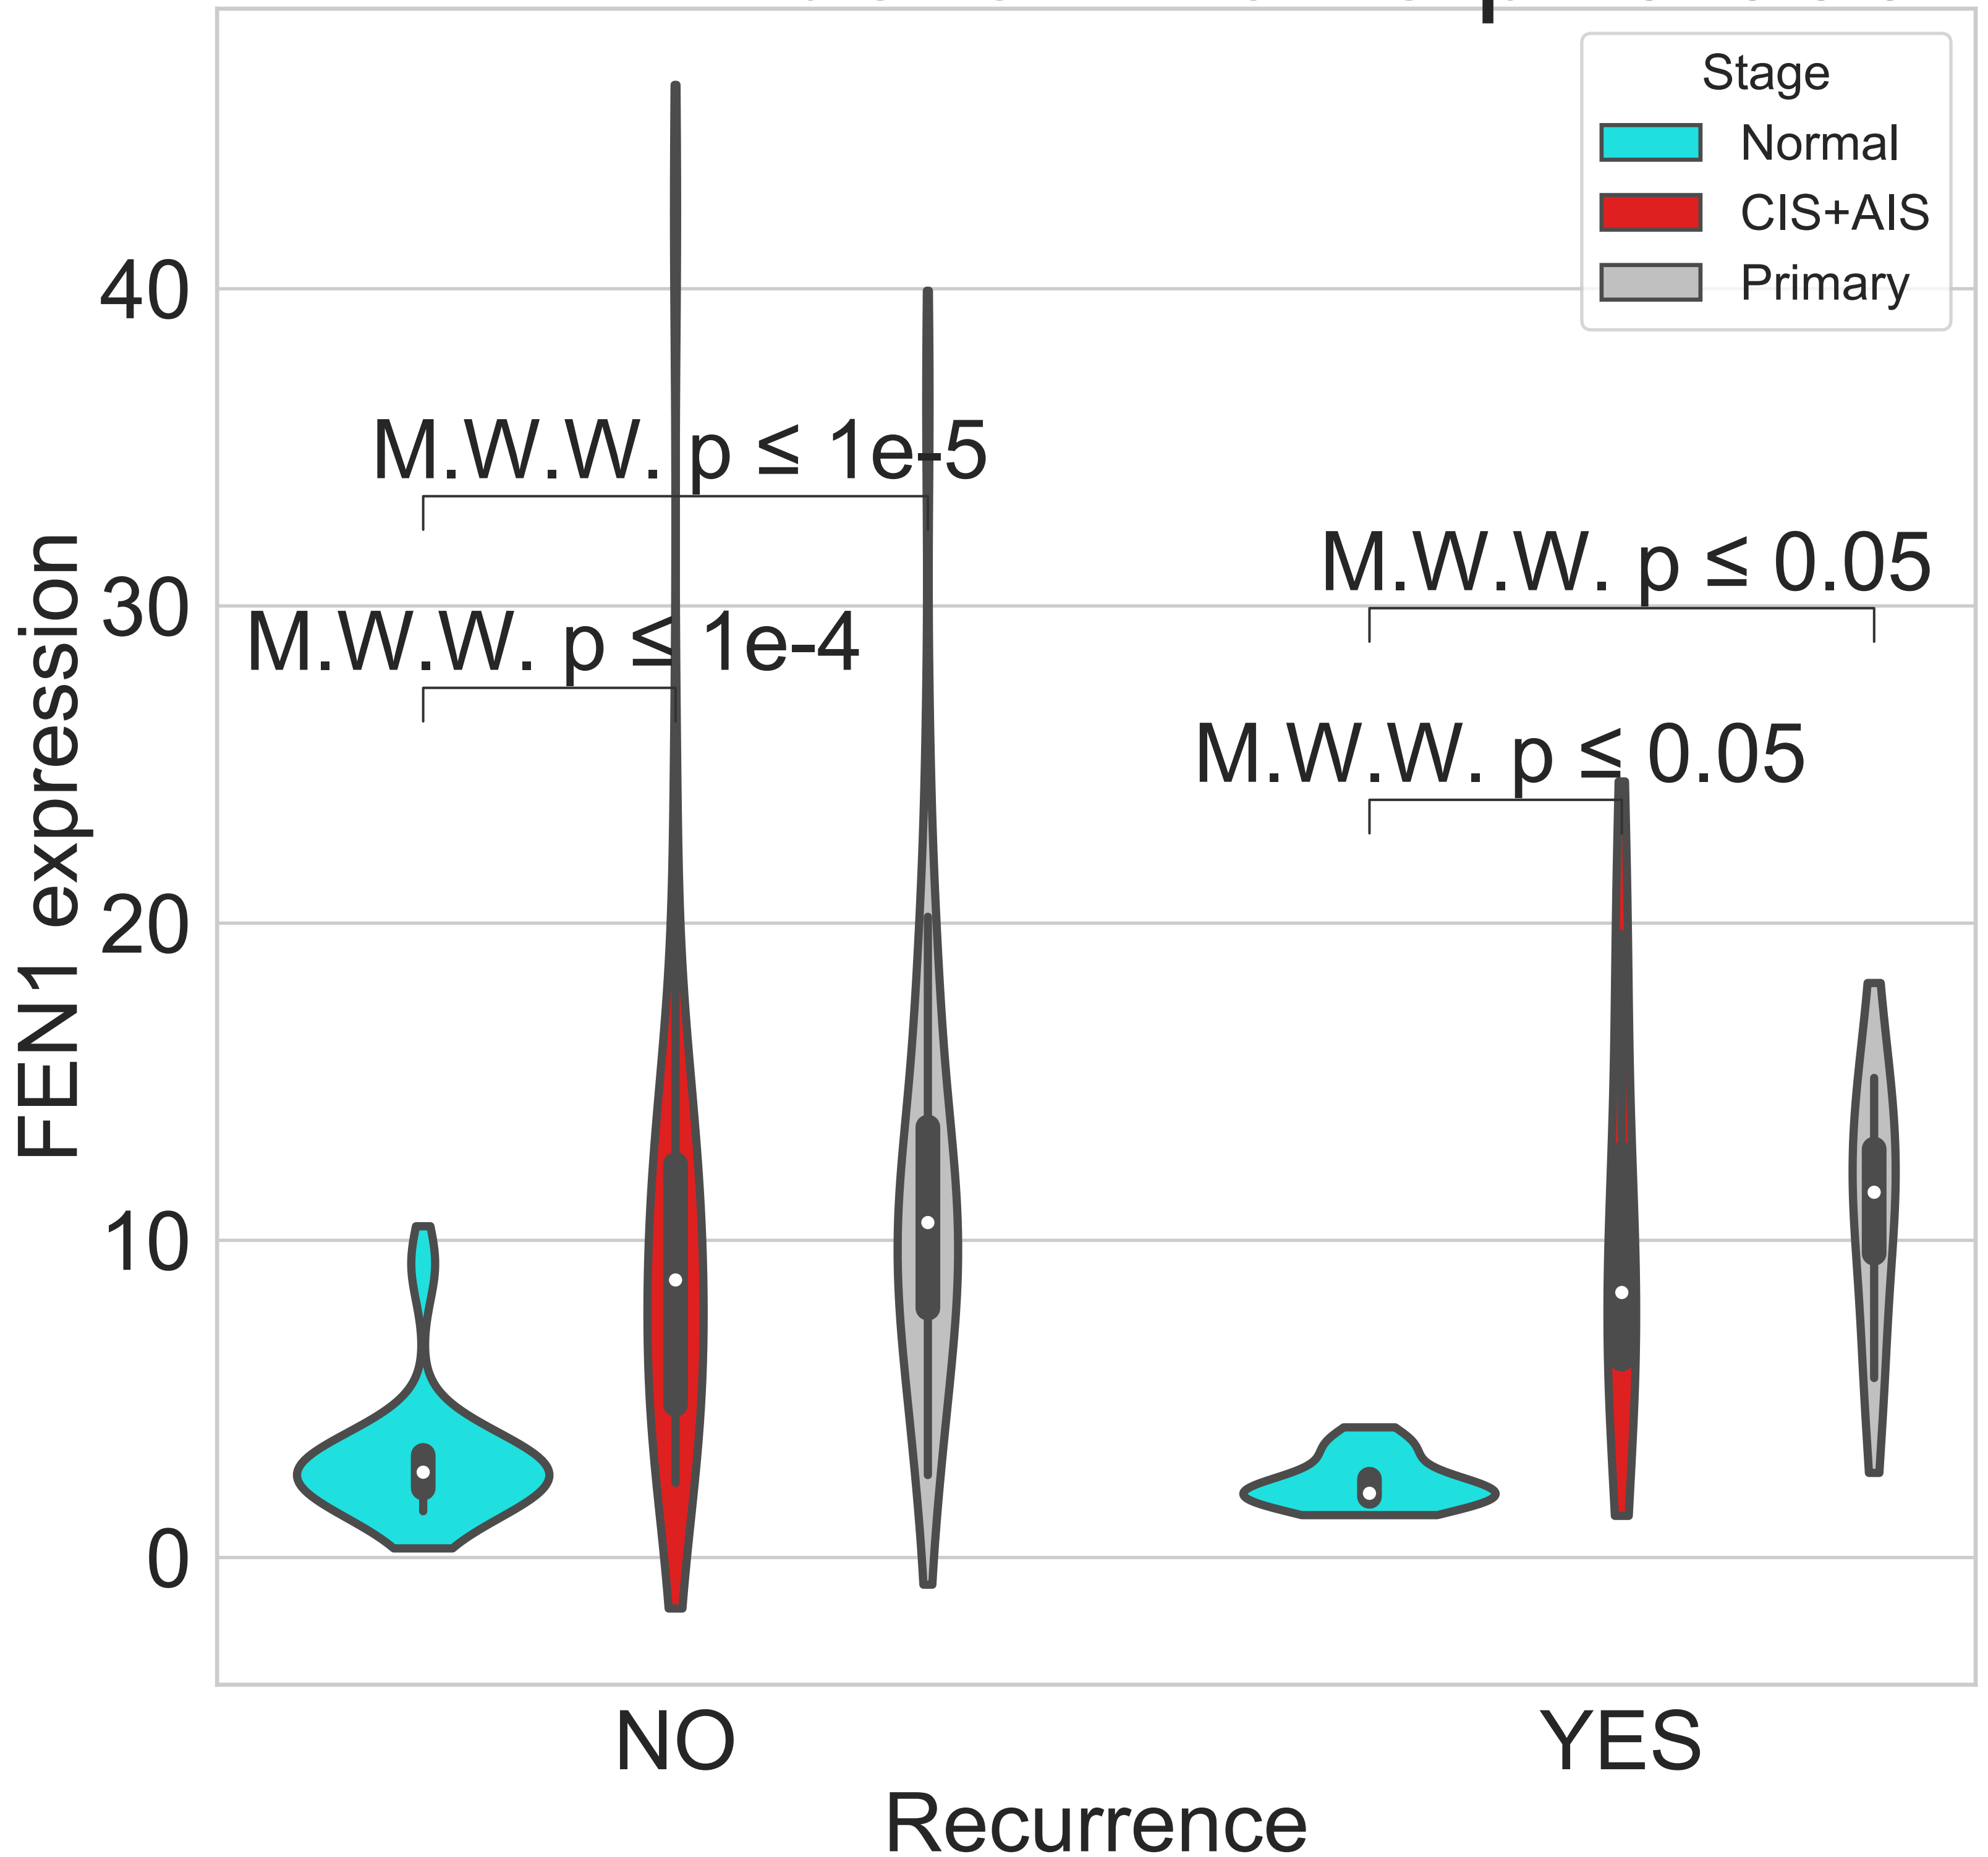 Stage
Normal
CIS+AIS
Primary
40
30
20
10
0
FEN1 expression
M.W.W. p ≤ 1e-5
M.W.W. p ≤ 1e-4
M.W.W. p ≤ 0.05
M.W.W. p ≤ 0.05
NO
YES
Recurrence